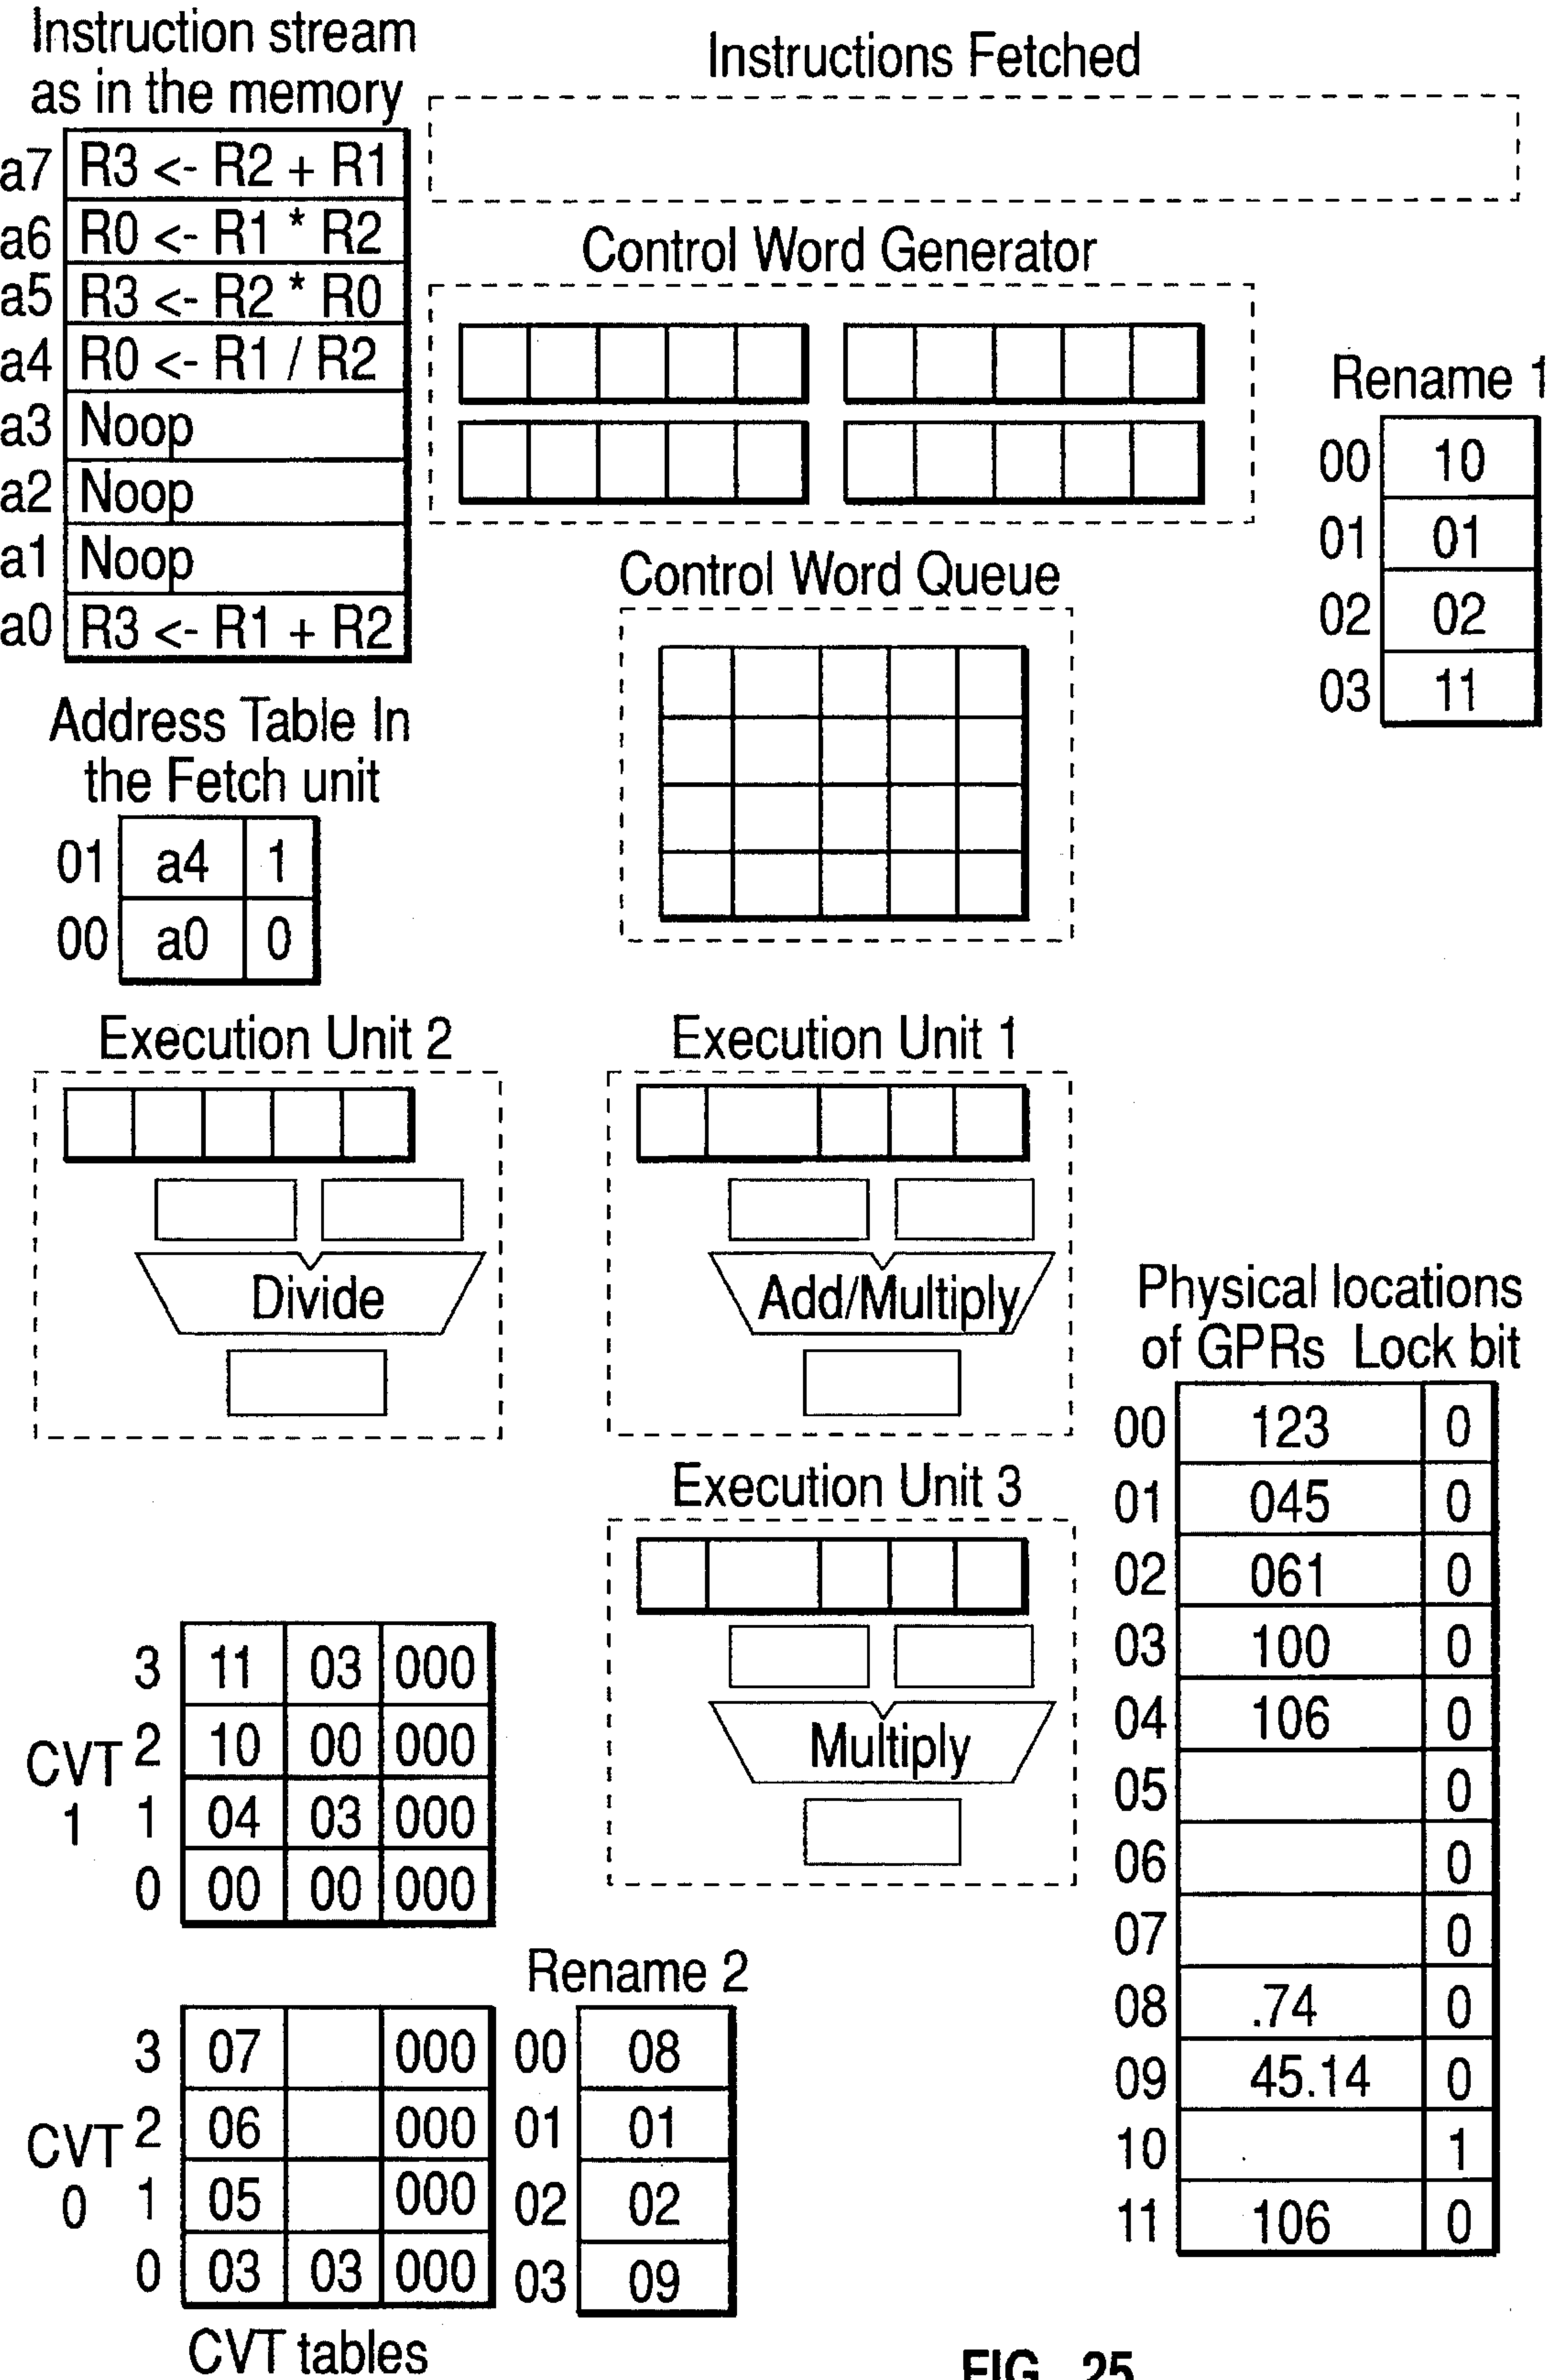 Instruction stream
as in the memory
a7 R3 <- R2 + R1
a6 R0 <- R1 * R2
a5 R3 <- R2 * R0
a4 R0 <- R1 / R2
a3 Noop
a2 Noop
a1 Noop
a0 R3 <- R1 + R2
Instructions Fetched
Control Word Generator
Control Word Queue
Rename 1
00 10
01 01
02 02
03 11
Address Table In
the Fetch unit
01 a4 1
00 a0 0
Execution Unit 2
Divide
Execution Unit 1
Add/Multiply
Execution Unit 3
Multiply
Physical locations
of GPRs Lock bit
00 123 0
01 045 0
02 061 0
03 100 0
04 106 0
05 0
06 0
07 0
08 .74 0
09 45.14 0
10 1
11 106 0
CVT
1
3 11 03 000
2 10 00 000
1 04 03 000
0 00 00 000
CVT
0
3 07 000
2 06 000
1 05 000
0 03 03 000
Rename 2
00 08
01 01
02 02
03 09
CVT tables
FIG. 25